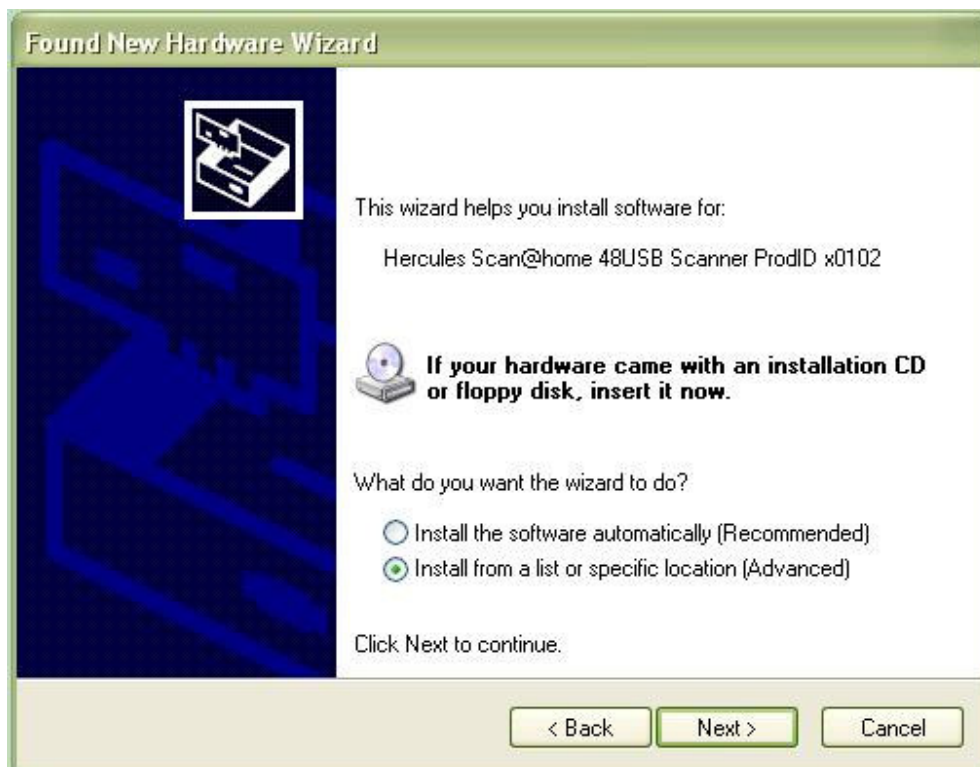 Found New Hardware Wizard
This wizard helps you install software for:
Hercules Scan@home 48USB Scanner ProdID x0102
If your hardware came with an installation CD
or floppy disk, insert it now.
What do you want the wizard to do?
Install the software automatically (Recommended)
Install from a list or specific location (Advanced)
Click Next to continue.
< Back Next > Cancel